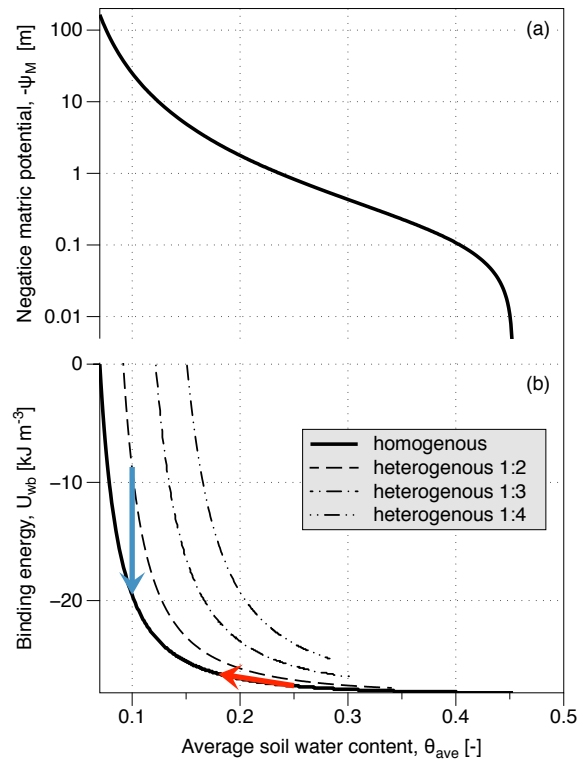 (a)
100
10
1
0.1
0.01
Negatice matric potential, -ψM [m]
(b)
0
−10
−20
Binding energy, Uwb [kJ m-3]
homogenous
heterogenous 1:2
heterogenous 1:3
heterogenous 1:4
0.1
0.2
0.3
0.4
0.5
Average soil water content, θave [-]